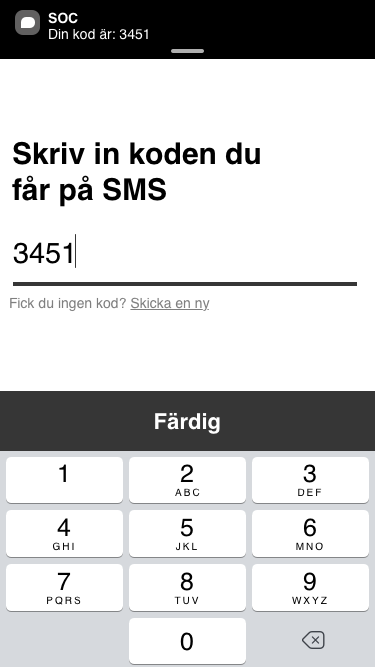 SOC
Din kod är: 3451
Skriv in koden du
får på SMS
3451
Fick du ingen kod? Skicka en ny
Färdig
1 2 3
ABC DEF
4 5 6
GHI JKL MNO
7 8 9
PQRS TUV WXYZ
0